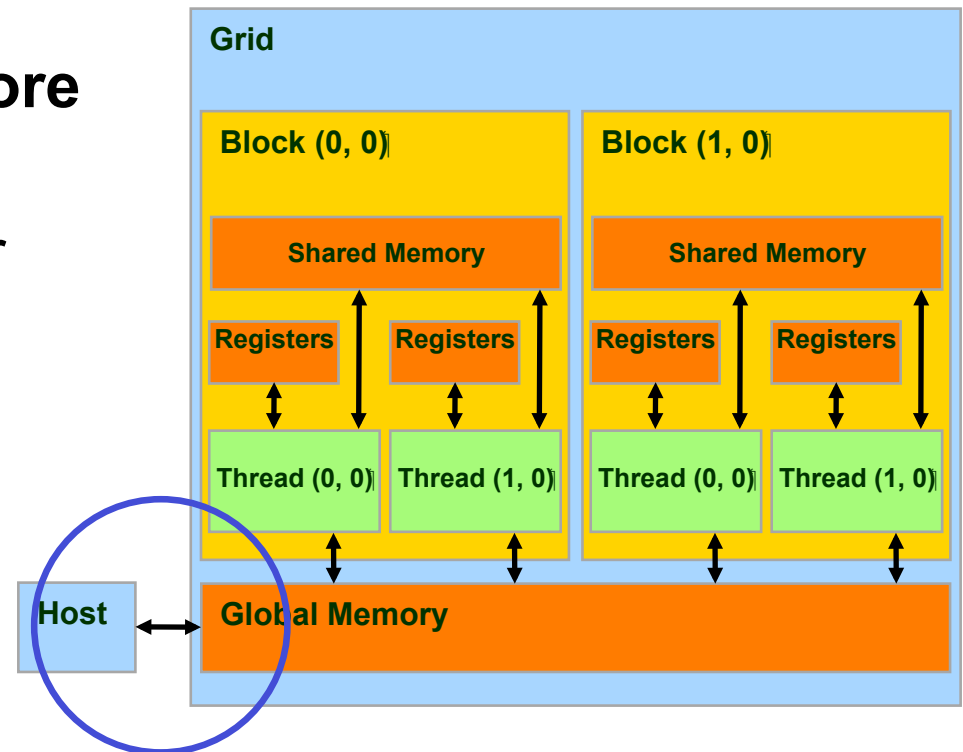 ore
Grid
Block (0, 0)
Block (1, 0)
Shared Memory
Shared Memory
Registers
Registers
Registers
Registers
Thread (0, 0)
Thread (1, 0)
Thread (0, 0)
Thread (1, 0)
Host
Global Memory